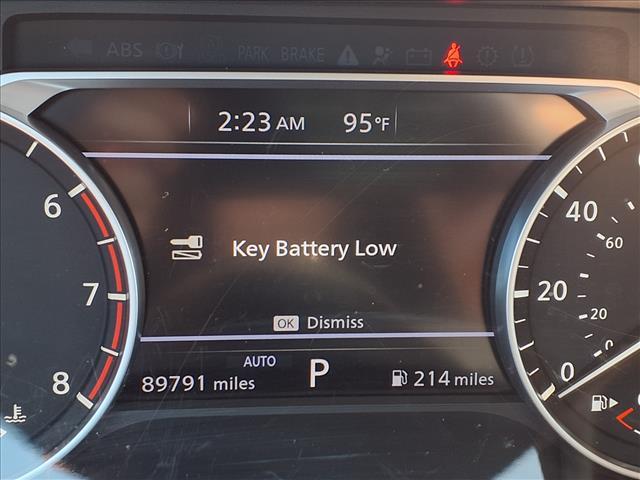 ABS PARK BRAKE
2:23 AM 95°F
6
7
8
Key Battery Low
OK Dismiss
AUTO
89791 miles P 214 miles
40
60
20
20
0
0